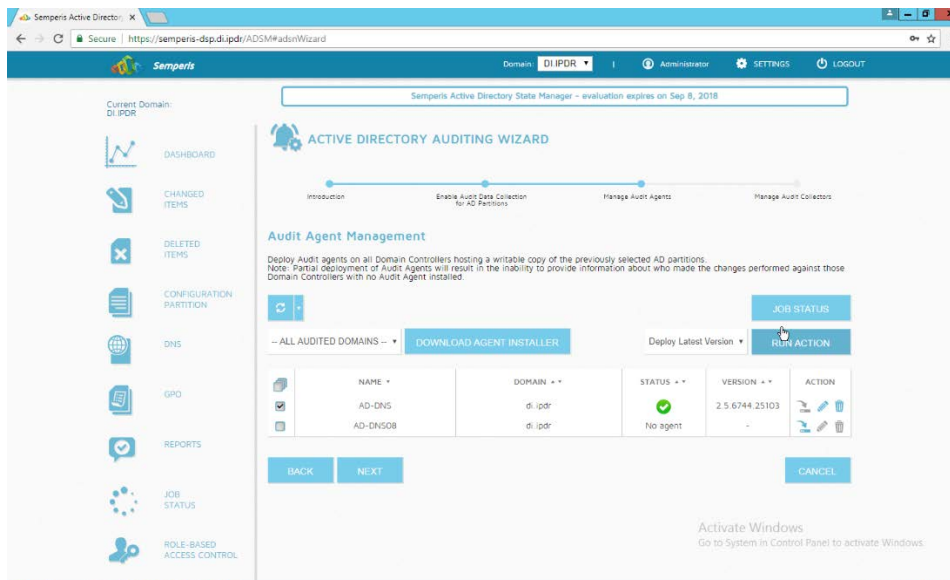 Semperis Active Director
Secure | https://semperis-dsp.di.ipdr/ADSM#adsnWizard
Semperis
Domain: DI.IPDR
Administrator
SETTINGS
LOGOUT
Current Domain:
DI.IPDR
Semperis Active Directory State Manager - evaluation expires on Sep 8, 2018
ACTIVE DIRECTORY AUDITING WIZARD
DASHBOARD
CHANGED
ITEMS
DELETED
ITEMS
CONFIGURATION
PARTITION
DNS
GPO
REPORTS
JOB
STATUS
ROLE-BASED
ACCESS CONTROL
Introduction
Enable Audit Data Collection
for AD Partitions
Manage Audit Agents
Manage Audit Collectors
Audit Agent Management
Deploy Audit agents on all Domain Controllers hosting a writable copy of the previously selected AD partitions.
Note: Partial deployment of Audit Agents will result in the inability to provide information about who made the changes performed against those
Domain Controllers with no Audit Agent installed.
JOB STATUS
-- ALL AUDITED DOMAINS --
DOWNLOAD AGENT INSTALLER
Deploy Latest Version
RUN ACTION
NAME DOMAIN STATUS VERSION ACTION
AD-DNS di.ipdr 2.5.6744.25103
AD-DNS08 di.ipdr No agent -
BACK
NEXT
CANCEL
Activate Windows
Go to System in Control Panel to activate Windows.